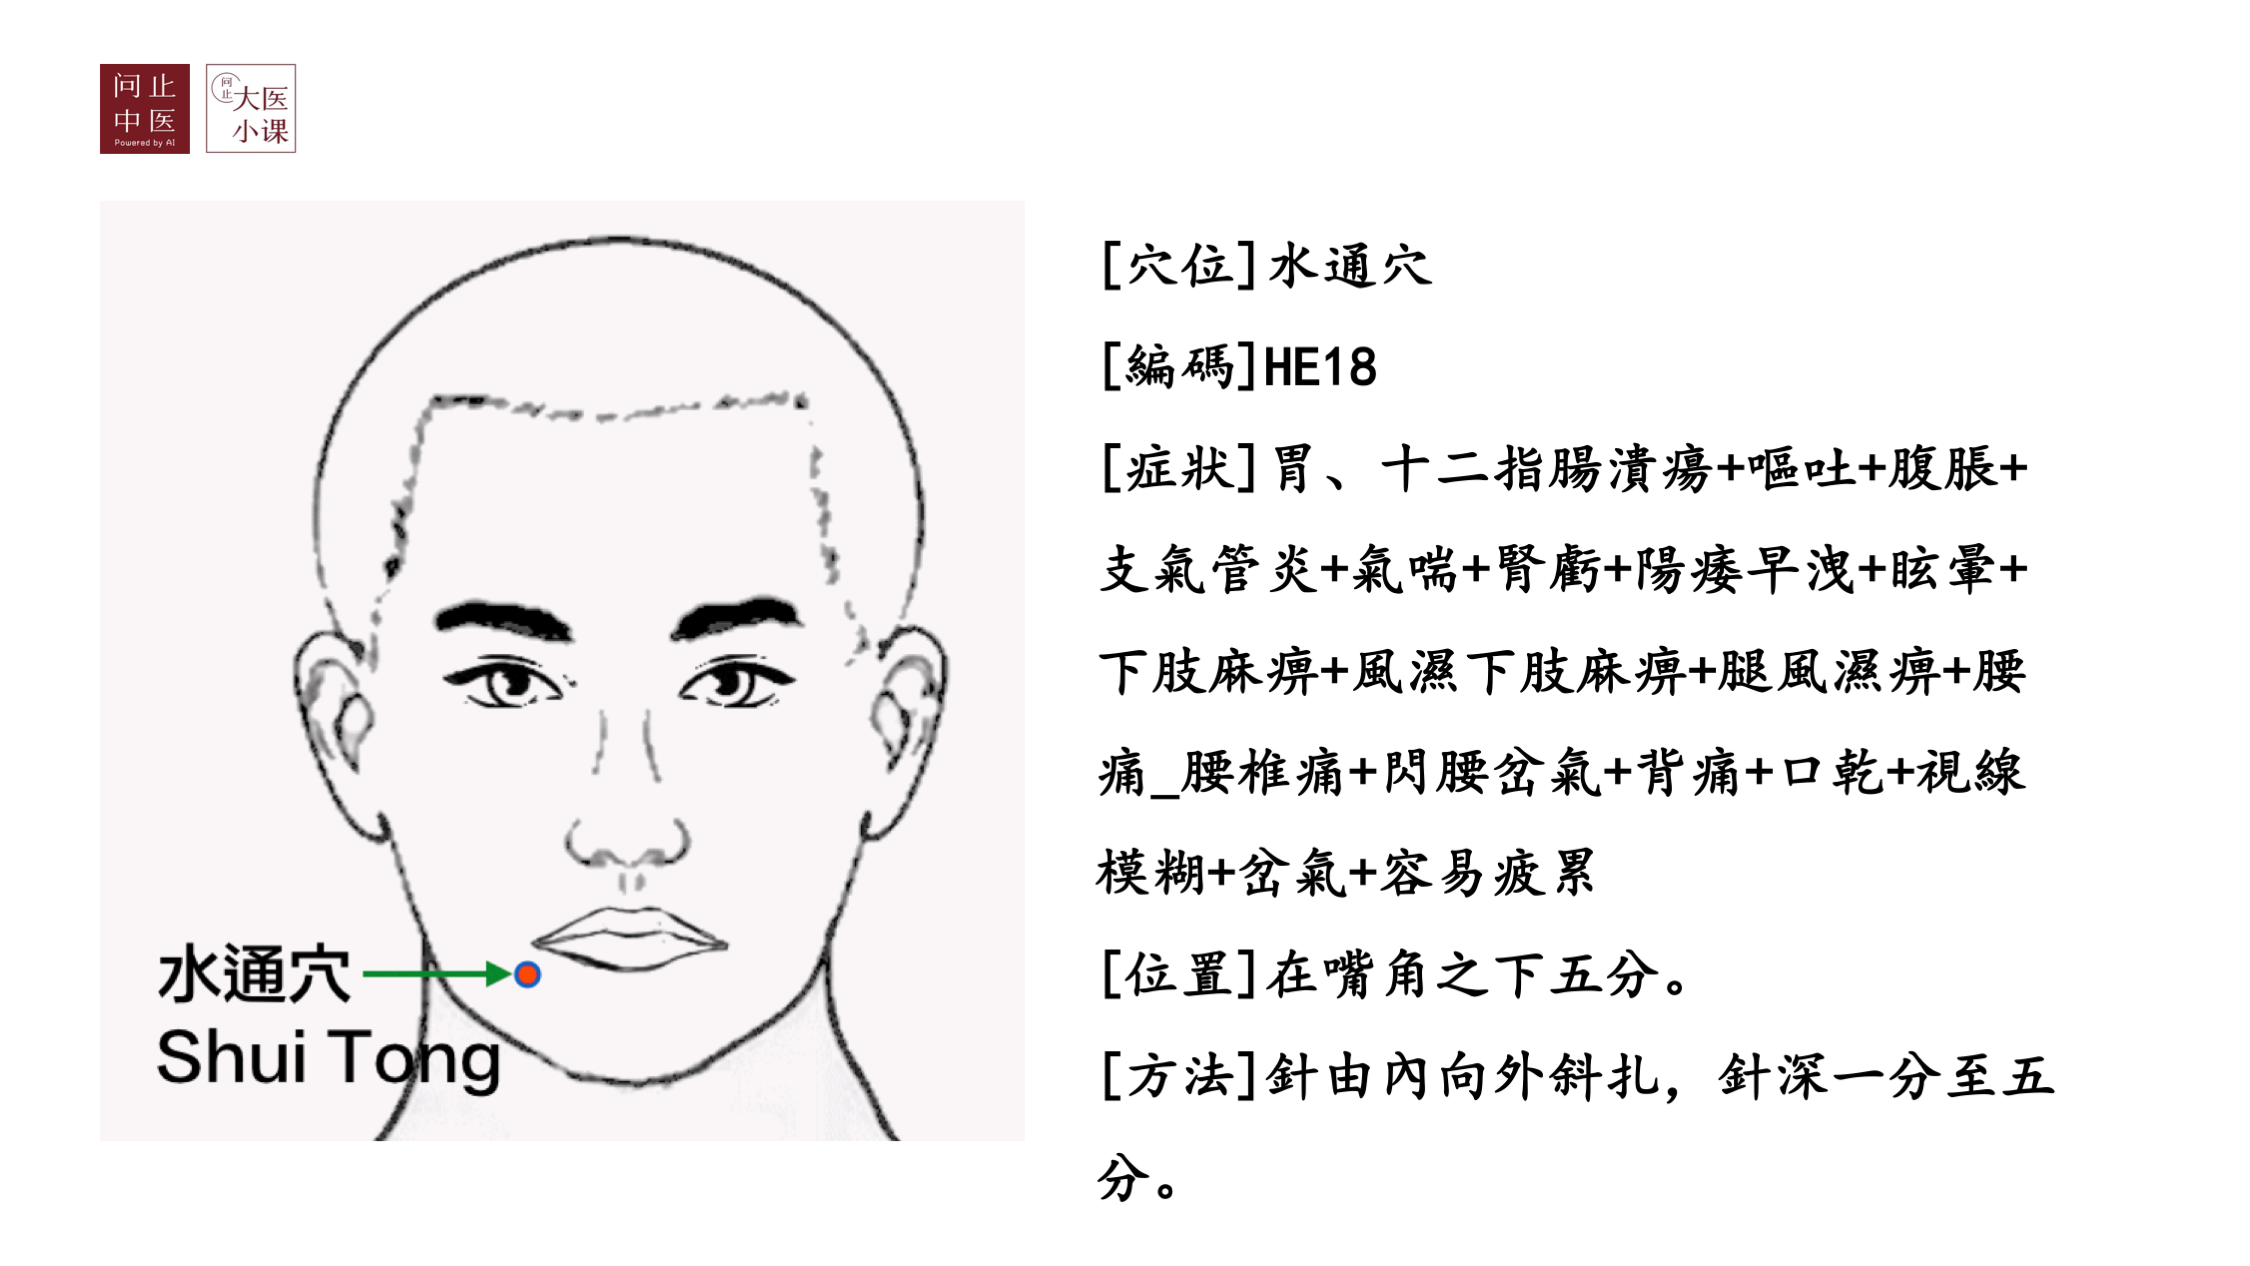 问止
中医
Powered by AI
问止
大医
小课
[穴位]水通穴
[編碼]HE18
[症狀]胃、十二指腸潰瘍+嘔吐+腹脹+
支氣管炎+氣喘+腎虧+陽痿早洩+眩暈+
下肢麻痹+風濕下肢麻痹+腿風濕痹+腰
痛_腰椎痛+閃腰岔氣+背痛+口乾+視線
模糊+岔氣+容易疲累
[位置]在嘴角之下五分。
[方法]針由內向外斜扎，針深一分至五
分。
水通穴
Shui Tong